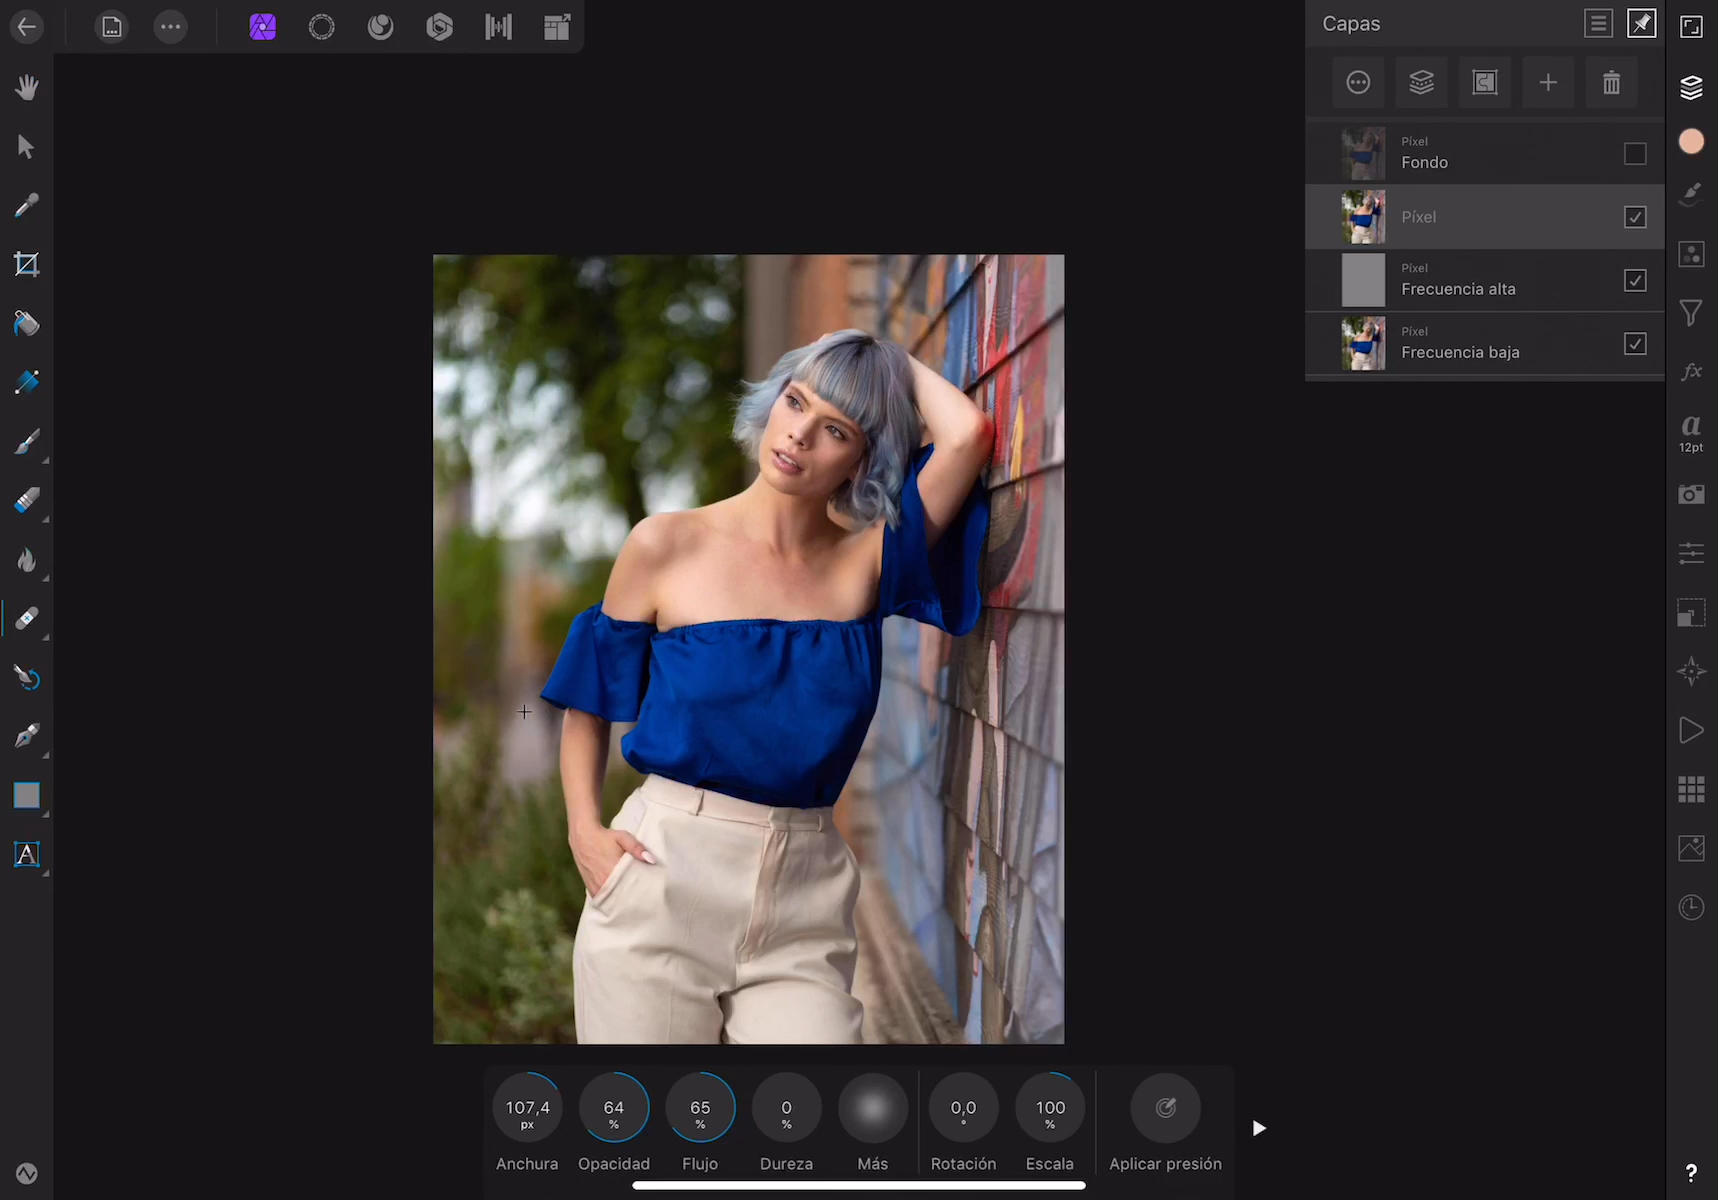 Capas
Píxel
Fondo
Píxel
Píxel
Frecuencia alta
Píxel
Frecuencia baja
a
12pt
fx
A
107,4
px
Anchura
64
%
Opacidad
65
%
Flujo
0
%
Dureza
Más
0,0
°
Rotación
100
%
Escala
Aplicar presión
?